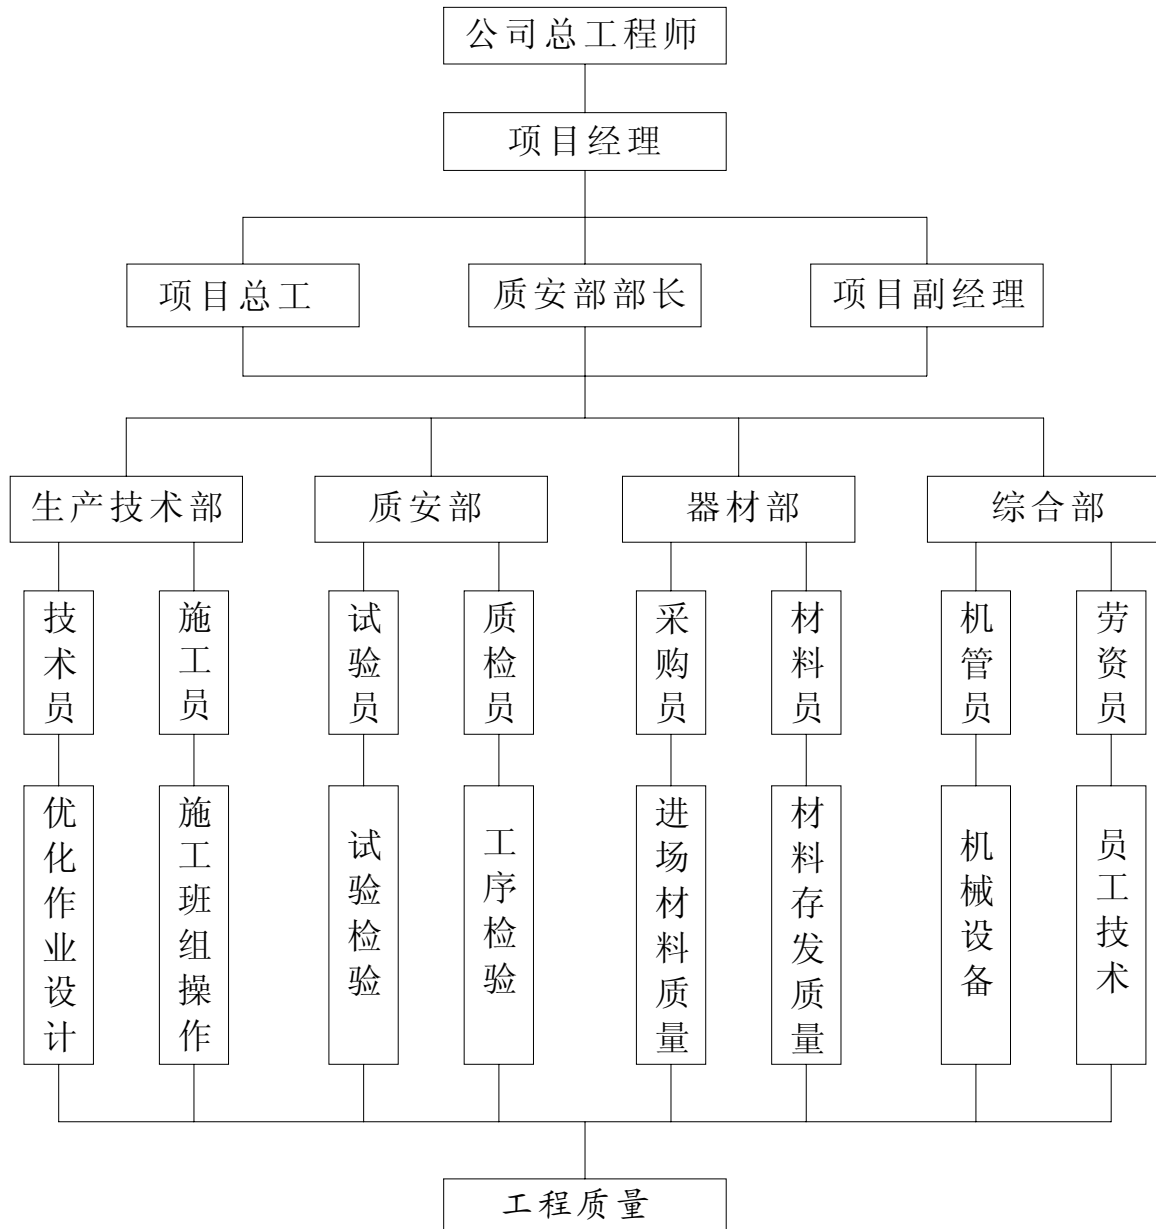 公司总工程师
项目经理
项目总工
质安部部长
项目副经理
生产技术部
质安部
器材部
综合部
技术员
施工员
试验员
质检员
采购员
材料员
机管员
劳资员
优化作业设计
施工班组操作
试验检验
工序检验
进场材料质量
材料存发质量
机械设备
员工技术
工程质量